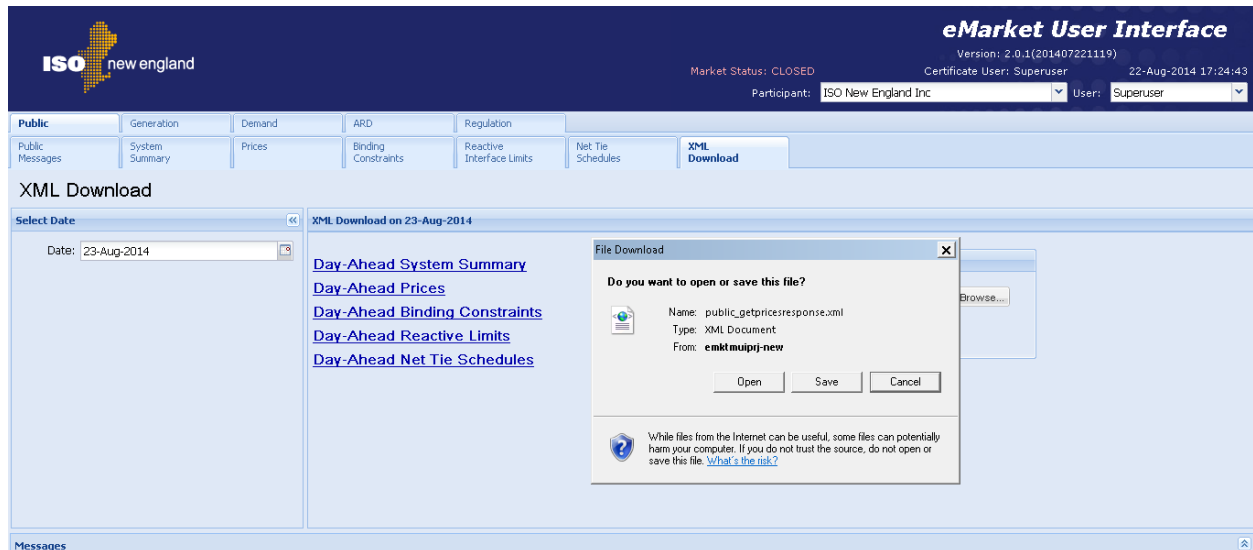 ISO new england
eMarket User Interface
Version: 2.0.1(201407221119)
Market Status: CLOSED Certificate User: Superuser 22-Aug-2014 17:24:43
Participant: ISO New England Inc User: Superuser
Public Generation Demand ARD Regulation
Public Messages System Summary Prices Binding Constraints Reactive Interface Limits Net Tie Schedules XML Download
XML Download
Select Date
Date: 23-Aug-2014
XML Download on 23-Aug-2014
Day-Ahead System Summary
Day-Ahead Prices
Day-Ahead Binding Constraints
Day-Ahead Reactive Limits
Day-Ahead Net Tie Schedules
Browse...
File Download
Do you want to open or save this file?
Name: public_getpricesresponse.xml
Type: XML Document
From: emktmuiprj-new
Open Save Cancel
While files from the Internet can be useful, some files can potentially
harm your computer. If you do not trust the source, do not open or
save this file. What's the risk?
Messages